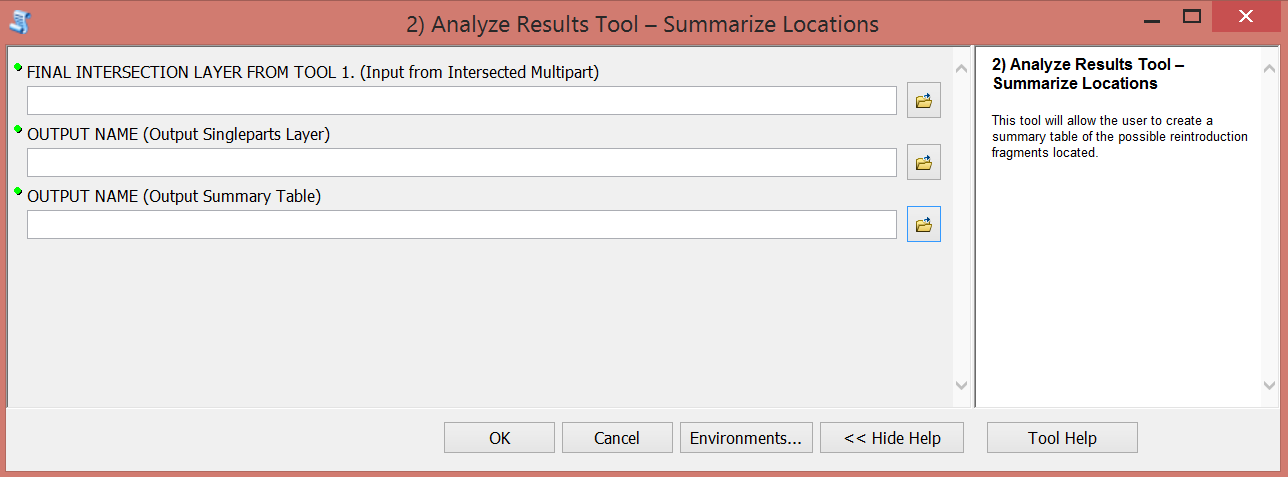 2) Analyze Results Tool – Summarize Locations
FINAL INTERSECTION LAYER FROM TOOL 1. (Input from Intersected Multipart)
OUTPUT NAME (Output Singleparts Layer)
OUTPUT NAME (Output Summary Table)
2) Analyze Results Tool –
Summarize Locations
This tool will allow the user to create a
summary table of the possible reintroduction
fragments located.
OK
Cancel
Environments...
<< Hide Help
Tool Help